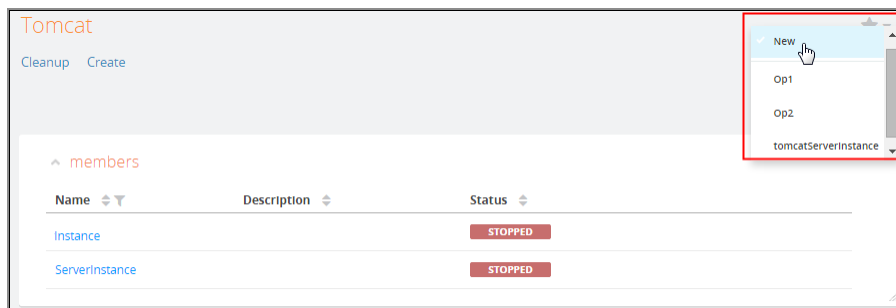 Tomcat
Cleanup Create
New
Op1
Op2
tomcatServerInstance
members
Name Description Status
Instance STOPPED
ServerInstance STOPPED